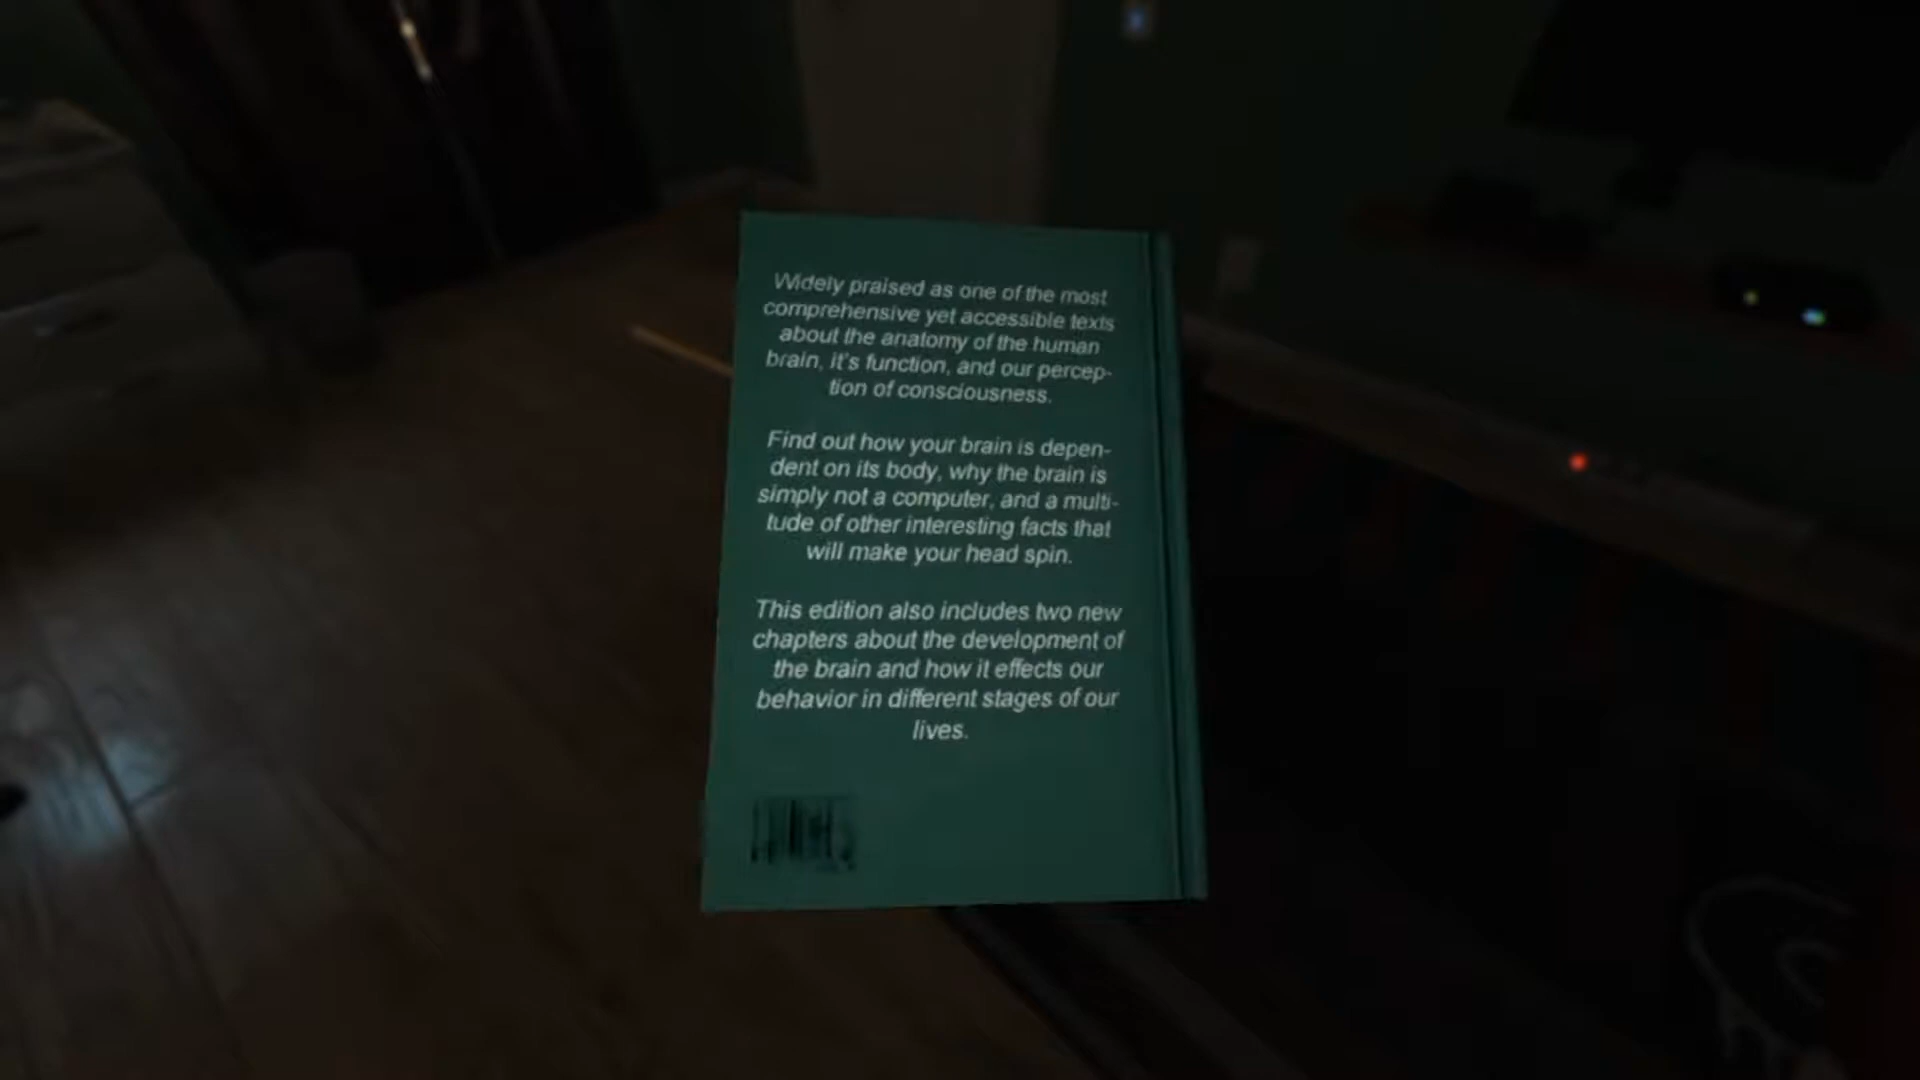 Widely praised as one of the most
comprehensive yet accessible texts
about the anatomy of the human
brain, it's function, and our percep-
tion of consciousness.
Find out how your brain is depen-
dent on its body, why the brain is
simply not a computer, and a multi-
tude of other interesting facts that
will make your head spin.
This edition also includes two new
chapters about the development of
the brain and how it effects our
behavior in different stages of our
lives.